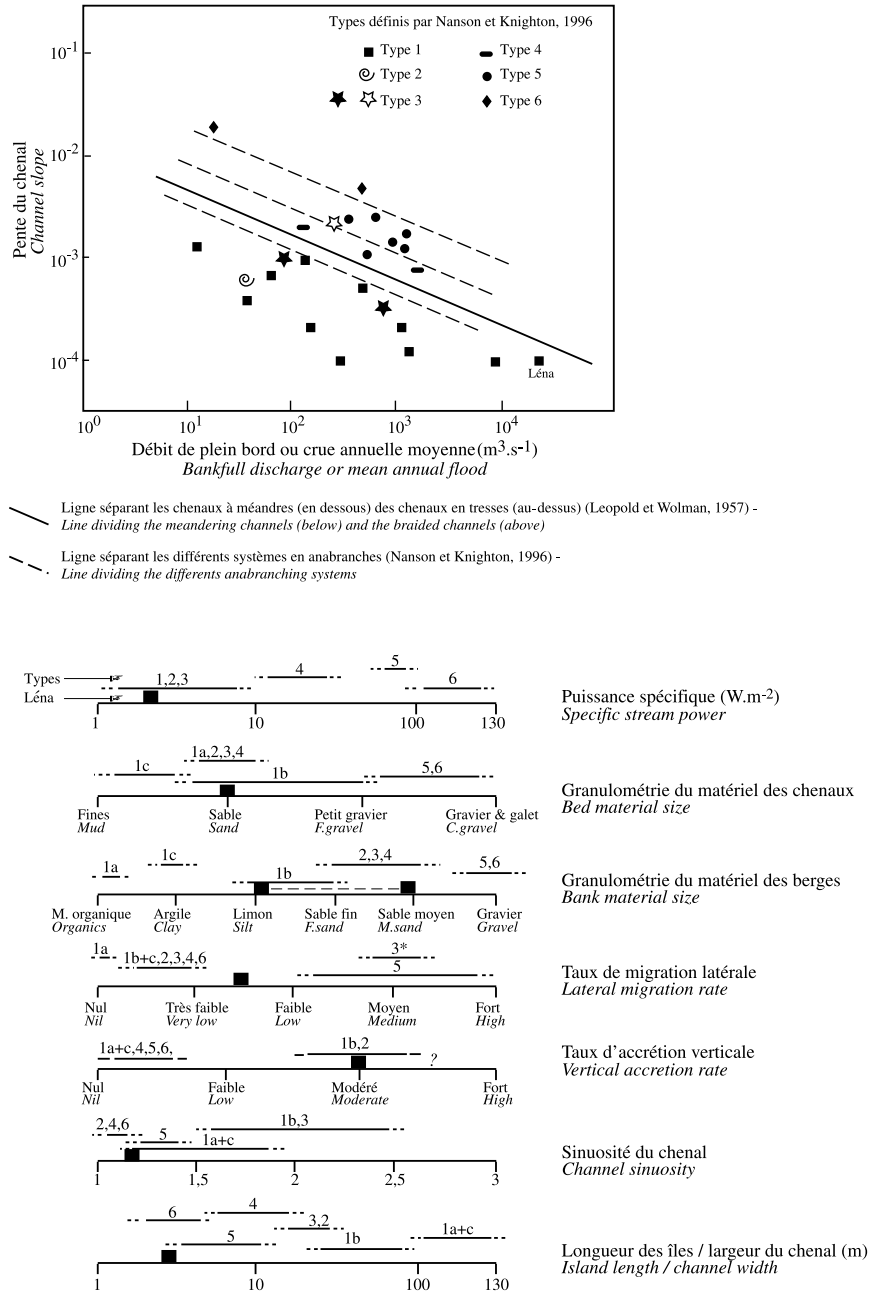 Types définis par Nanson et Knighton, 1996
Type 1
Type 4
Type 2
Type 5
Type 3
Type 6
10-1
10-2
10-3
10-4
Pente du chenal
Channel slope
Léna
100
101
102
103
104
Débit de plein bord ou crue annuelle moyenne(m3.s-1)
Bankfull discharge or mean annual flood
Ligne séparant les chenaux à méandres (en dessous) des chenaux en tresses (au-dessus) (Leopold et Wolman, 1957) -
Line dividing the meandering channels (below) and the braided channels (above)
Ligne séparant les différents systèmes en anabranches (Nanson et Knighton, 1996) -
Line dividing the differents anabranching systems
Types
Léna
1,2,3
4
5
6
1
10
100
130
Puissance spécifique (W.m-2)
Specific stream power
1c
1a,2,3,4
1b
5,6
Fines
Mud
Sable
Sand
Petit gravier
F.gravel
Gravier & galet
C.gravel
Granulométrie du matériel des chenaux
Bed material size
1a
1c
1b
2,3,4
5,6
M. organique
Organics
Argile
Clay
Limon
Silt
Sable fin
F.sand
Sable moyen
M.sand
Gravier
Gravel
Granulométrie du matériel des berges
Bank material size
1a
1b+c,2,3,4,6
3*
5
Nul
Nil
Très faible
Very low
Faible
Low
Moyen
Medium
Fort
High
Taux de migration latérale
Lateral migration rate
1a+c,4,5,6,
1b,2
?
Nul
Nil
Faible
Low
Modéré
Moderate
Fort
High
Taux d'accrétion verticale
Vertical accretion rate
2,4,6
5
1a+c
1b,3
1
1,5
2
2,5
3
Sinuosité du chenal
Channel sinuosity
6
4
5
3,2
1b
1a+c
1
10
100
130
Longueur des îles / largeur du chenal (m)
Island length / channel width